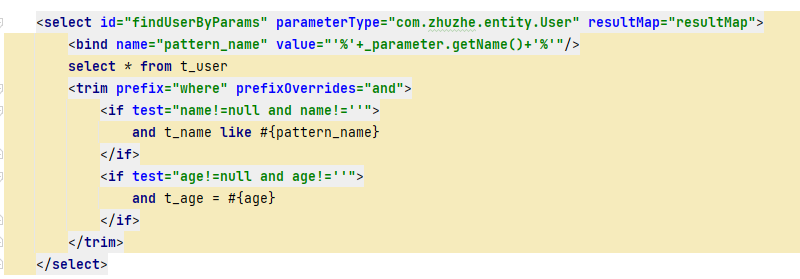 <select id="findUserByParams" parameterType="com.zhuzhe.entity.User" resultMap="resultMap">
<bind name="pattern_name" value="'%'+_parameter.getName()+'%'"/>
select * from t_user
<trim prefix="where" prefixOverrides="and">
<if test="name!=null and name!=''">
and t_name like #{pattern_name}
</if>
<if test="age!=null and age!=''">
and t_age = #{age}
</if>
</trim>
</select>